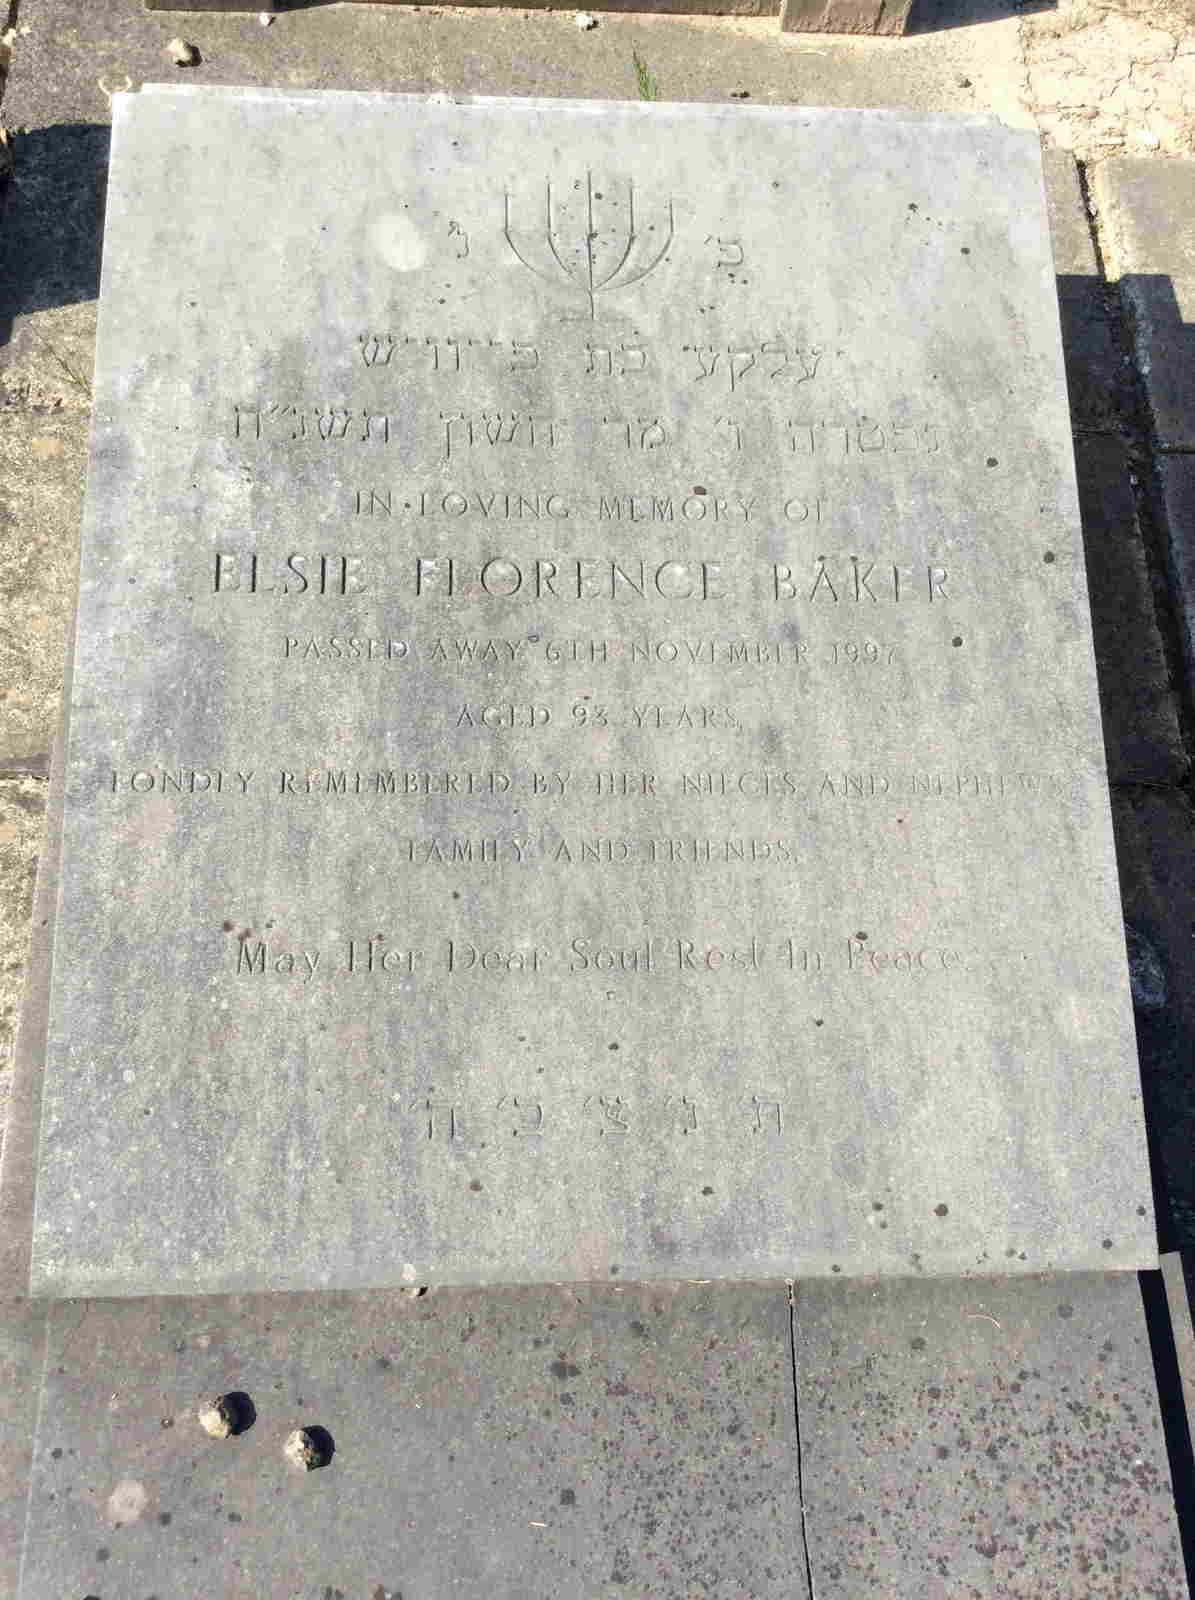 פ׳ נ׳
עלקע בת פייוויש
נפטרה ו׳ מר חשון תשנ״ח
IN LOVING MEMORY OF
ELSIE FLORENCE BAKER
PASSED AWAY 6TH NOVEMBER 1997
AGED 93 YEARS,
FONDLY REMEMBERED BY HER NIECES AND NEPHEWS
FAMILY AND FRIENDS.
May Her Dear Soul Rest In Peace.
ת׳ נ׳ צ׳ ב׳ ה׳